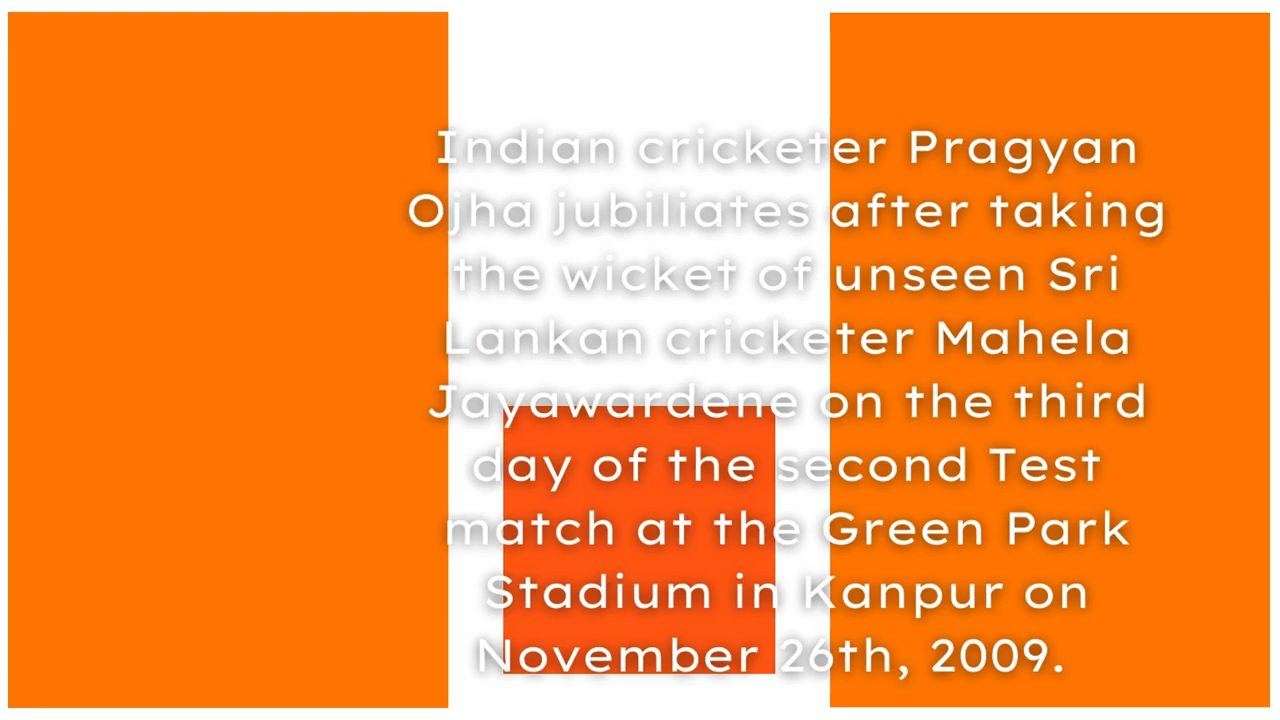 Indian cricketer Pragyan
Ojha jubiliates after taking
the wicket of unseen Sri
Lankan cricketer Mahela
Jayawardene on the third
day of the second Test
match at the Green Park
Stadium in Kanpur on
November 26th, 2009.